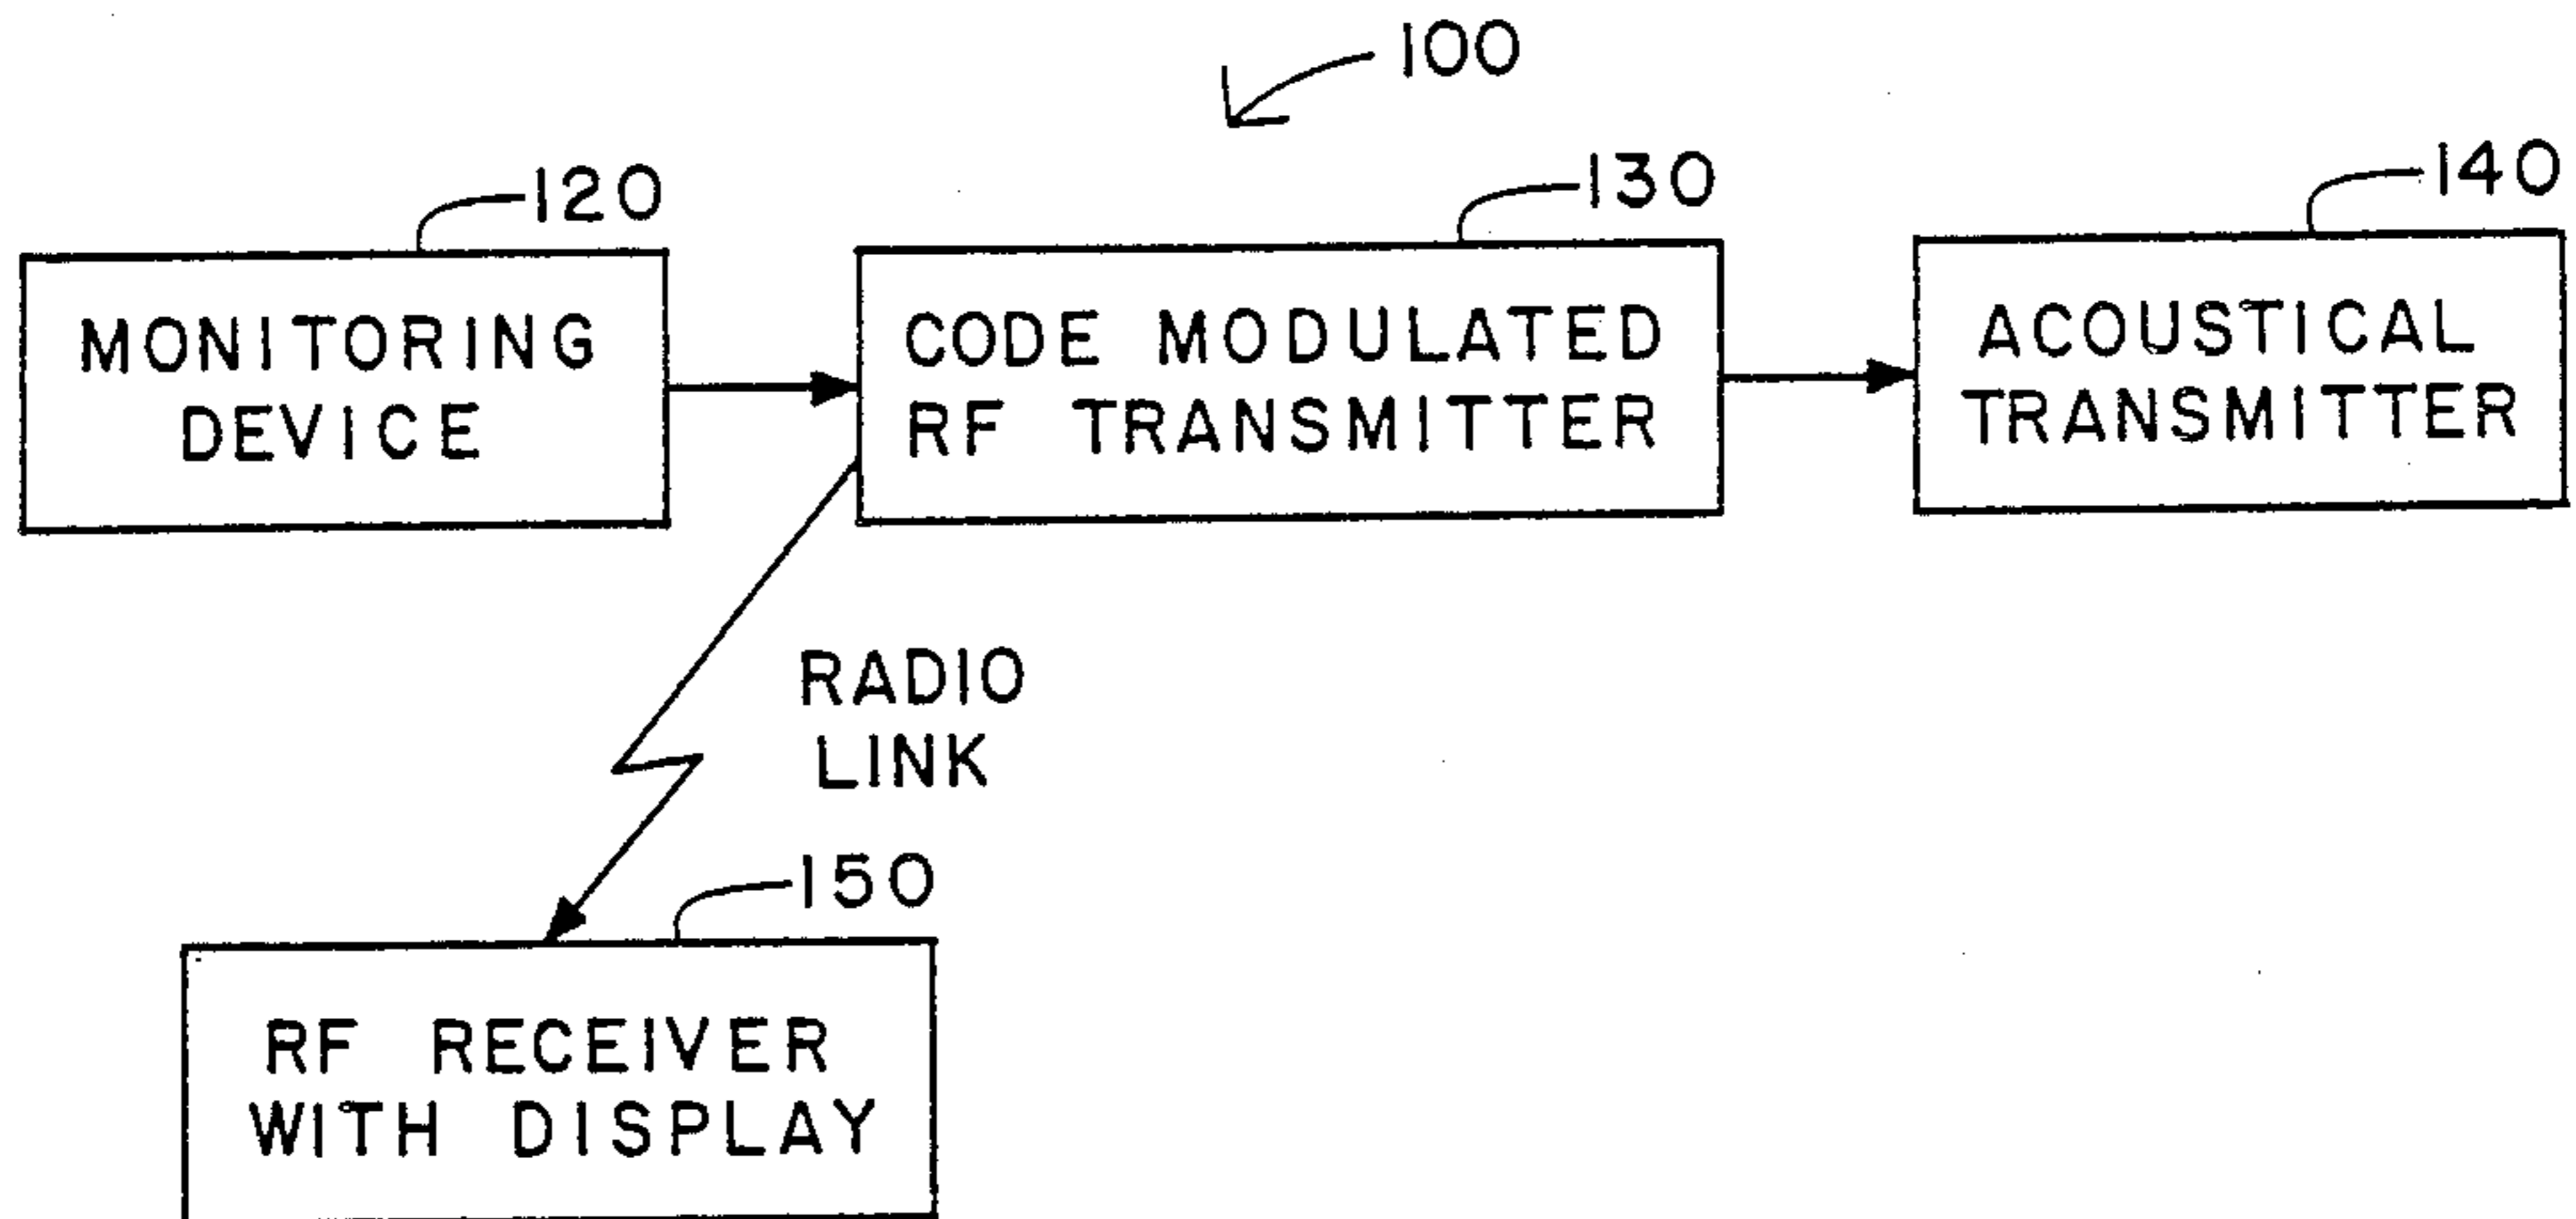 100
120
130
140
MONITORING
DEVICE
CODE MODULATED
RF TRANSMITTER
ACOUSTICAL
TRANSMITTER
RADIO
LINK
150
RF RECEIVER
WITH DISPLAY